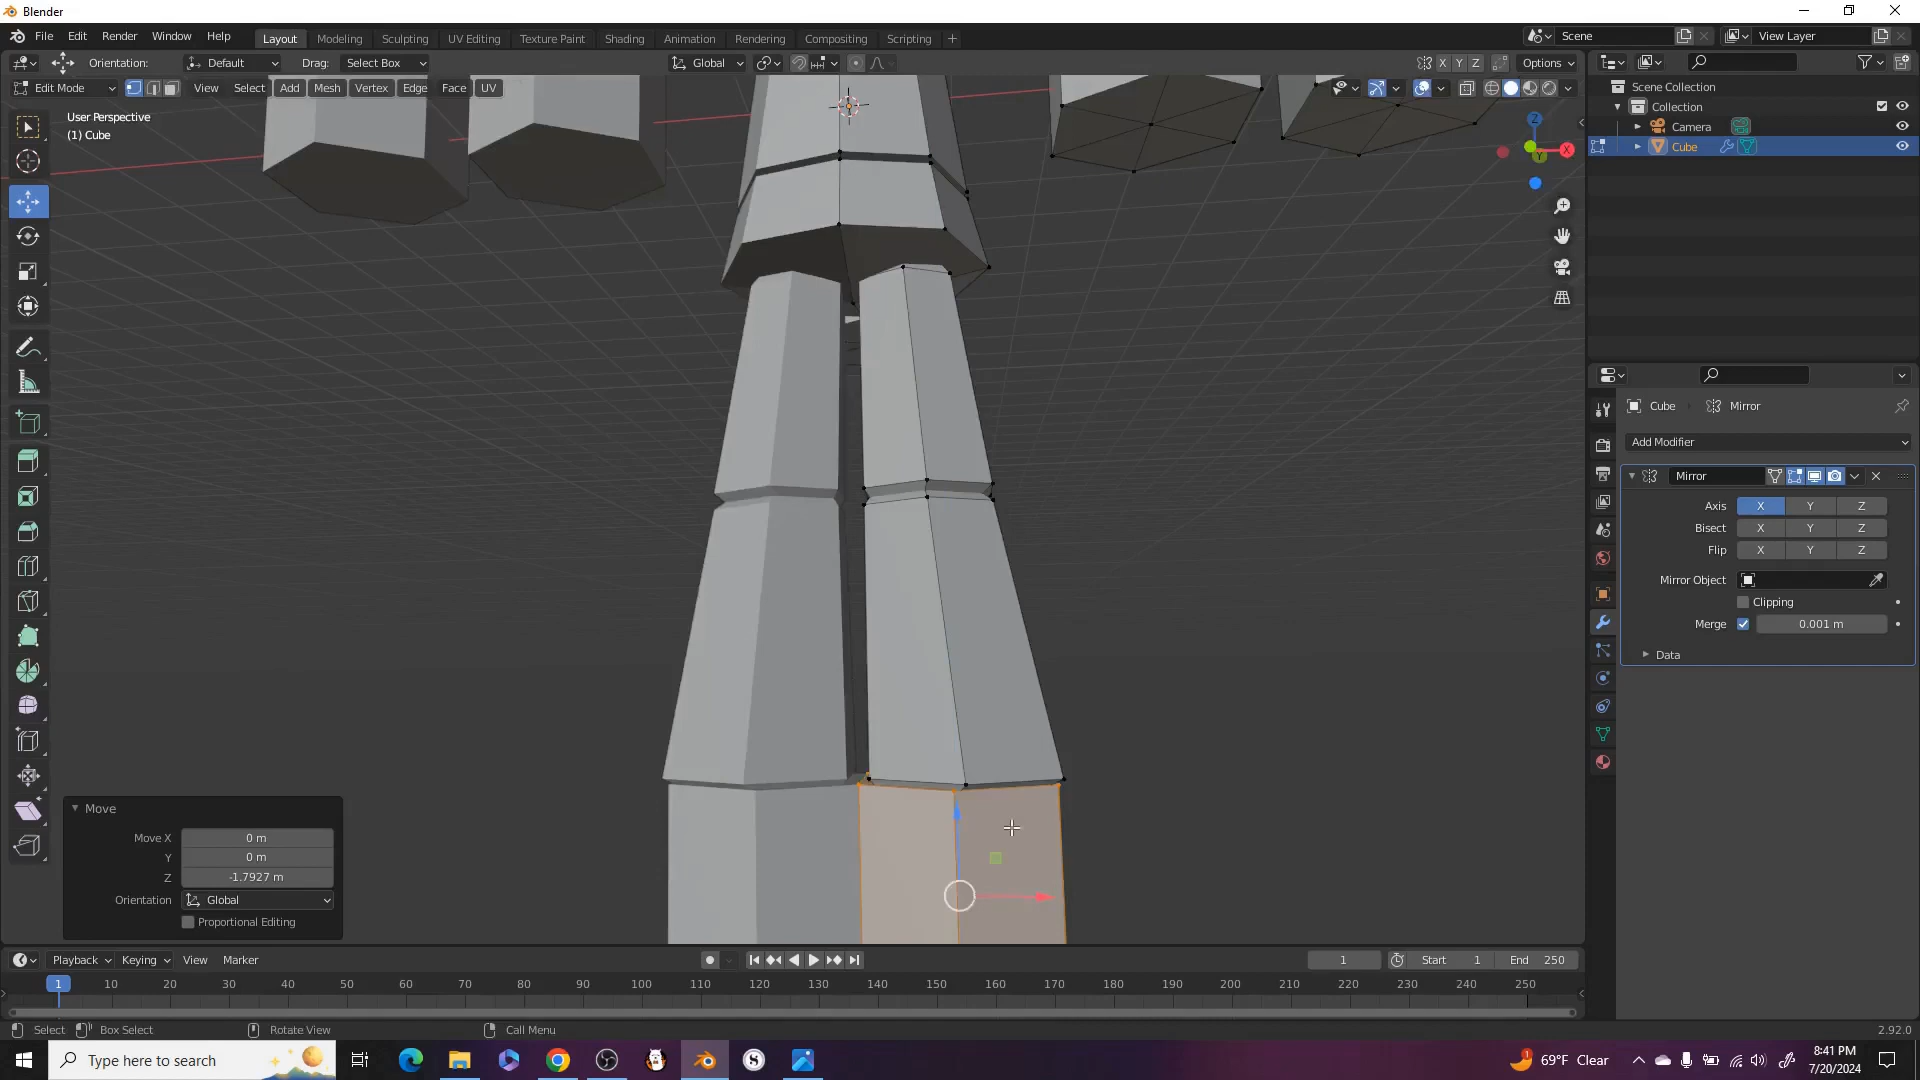 Blender
File Edit Render Window Help
Layout Modeling Sculpting UV Editing Texture Paint Shading Animation Rendering Compositing Scripting +
Scene
View Layer
Orientation: Default Drag: Select Box
Global
X Y Z Options
Edit Mode View Select Add Mesh Vertex Edge Face UV
User Perspective
(1) Cube
Z
X
Y
Scene Collection
Collection
Camera
Cube
Cube Mirror
Add Modifier
Mirror
Axis X Y Z
Bisect X Y Z
Flip X Y Z
Mirror Object
Clipping
Merge 0.001 m
Data
Move
Move X 0 m
Y 0 m
Z -1.7927 m
Orientation Global
Proportional Editing
Playback Keying View Marker
1 Start 1 End 250
1 10 20 30 40 50 60 70 80 90 100 110 120 130 140 150 160 170 180 190 200 210 220 230 240 250
Select Box Select Rotate View Call Menu
2.92.0
Type here to search
69°F Clear
8:41 PM
7/20/2024